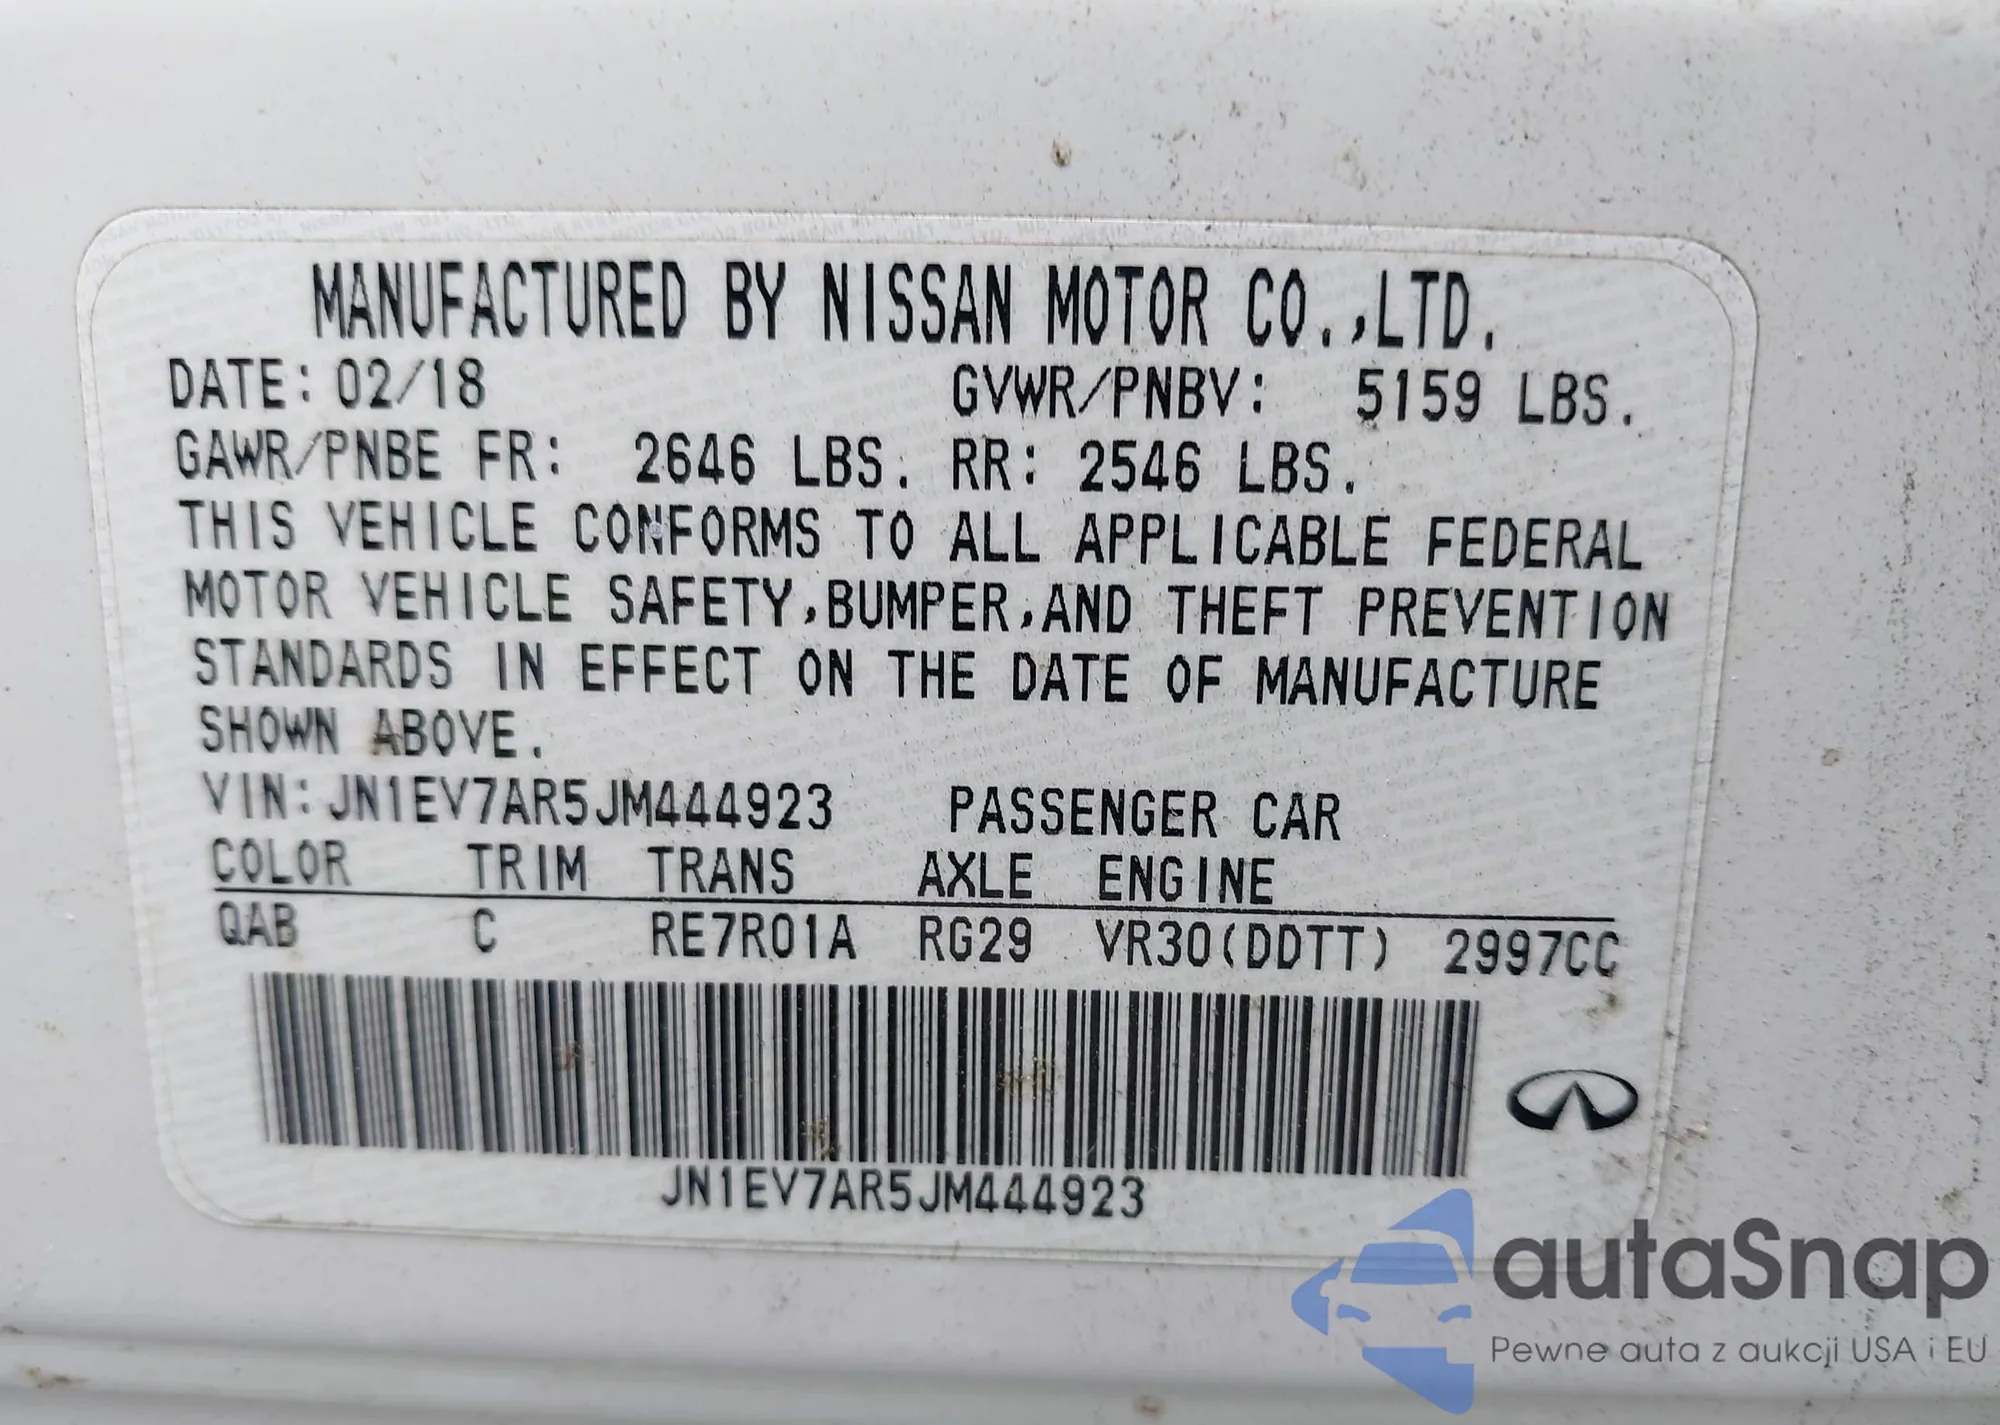 MANUFACTURED BY NISSAN MOTOR CO.,LTD.
DATE: 02/18 GVWR/PNBV: 5159 LBS.
GAWR/PNBE FR: 2646 LBS. RR: 2546 LBS.
THIS VEHICLE CONFORMS TO ALL APPLICABLE FEDERAL
MOTOR VEHICLE SAFETY,BUMPER,AND THEFT PREVENTION
STANDARDS IN EFFECT ON THE DATE OF MANUFACTURE
SHOWN ABOVE.
VIN:JN1EV7AR5JM444923 PASSENGER CAR
COLOR TRIM TRANS AXLE ENGINE
QAB C RE7R01A RG29 VR30(DDTT) 2997CC
JN1EV7AR5JM444923
autaSnap
Pewne auta z aukcji USA i EU